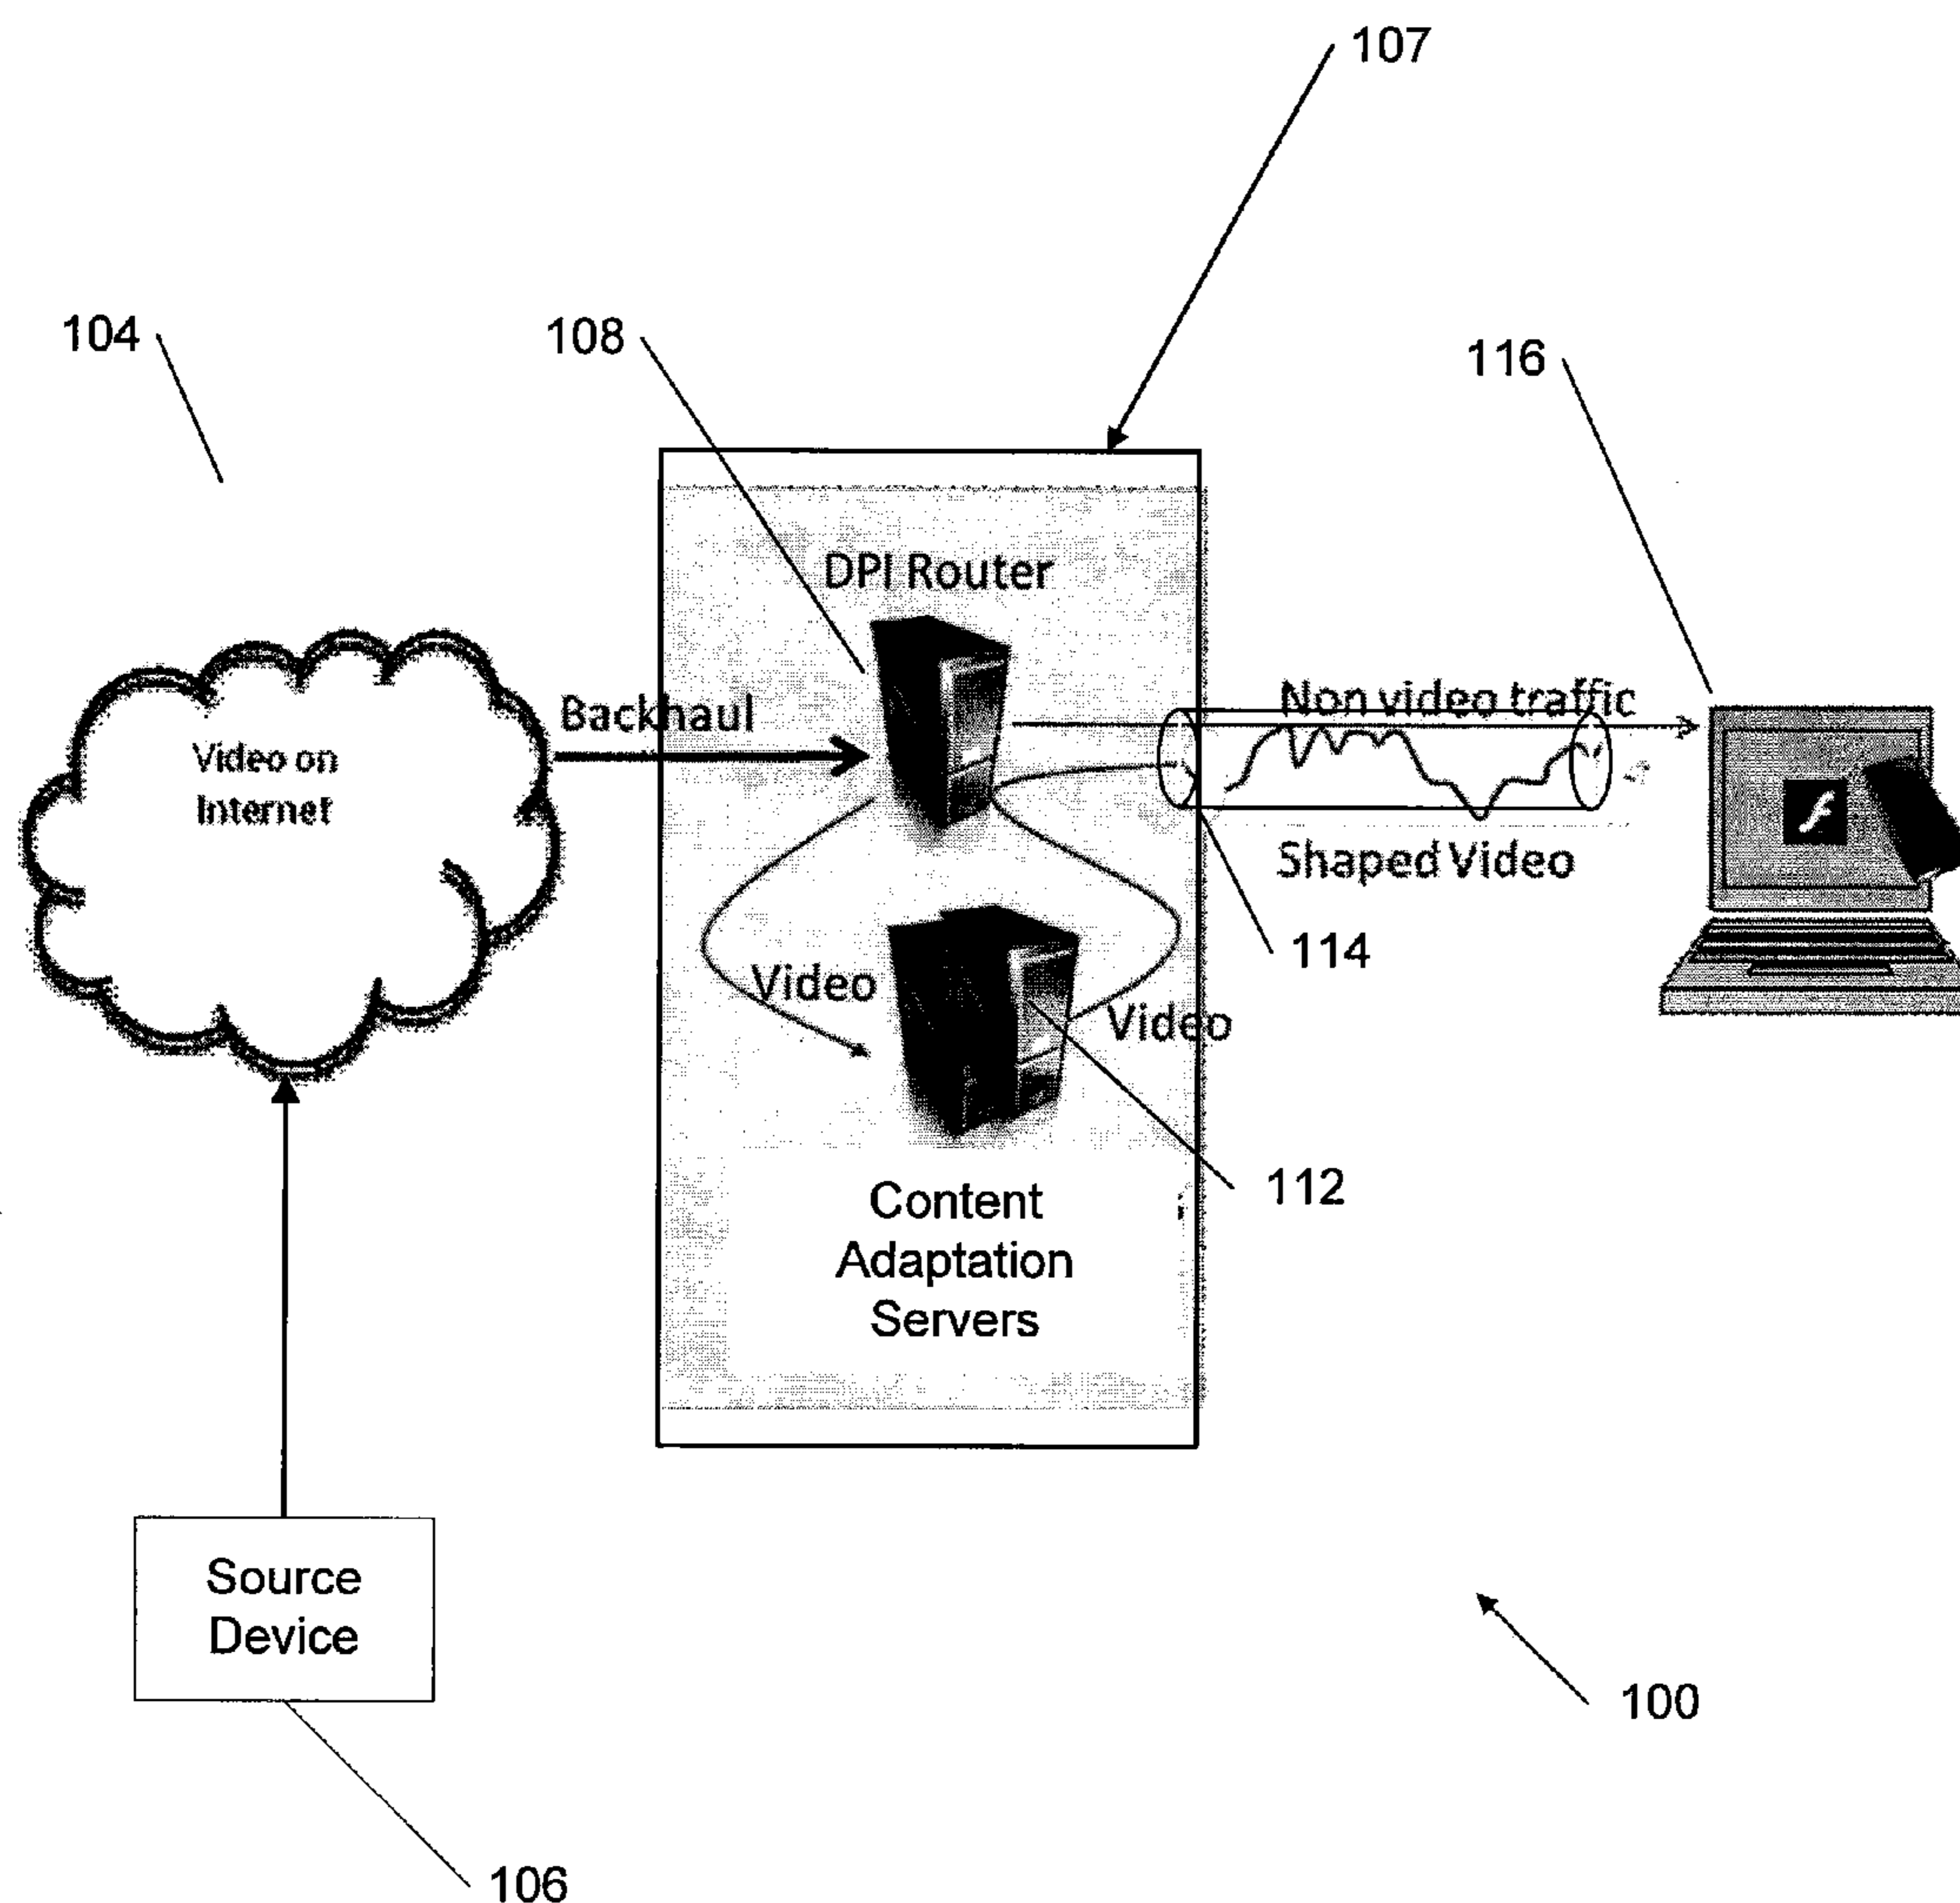 107
104
108
116
DPI Router
Backhaul
Non video traffic
Video on
Internet
Shaped Video
114
Video
Video
112
Content
Adaptation
Servers
Source
Device
100
106